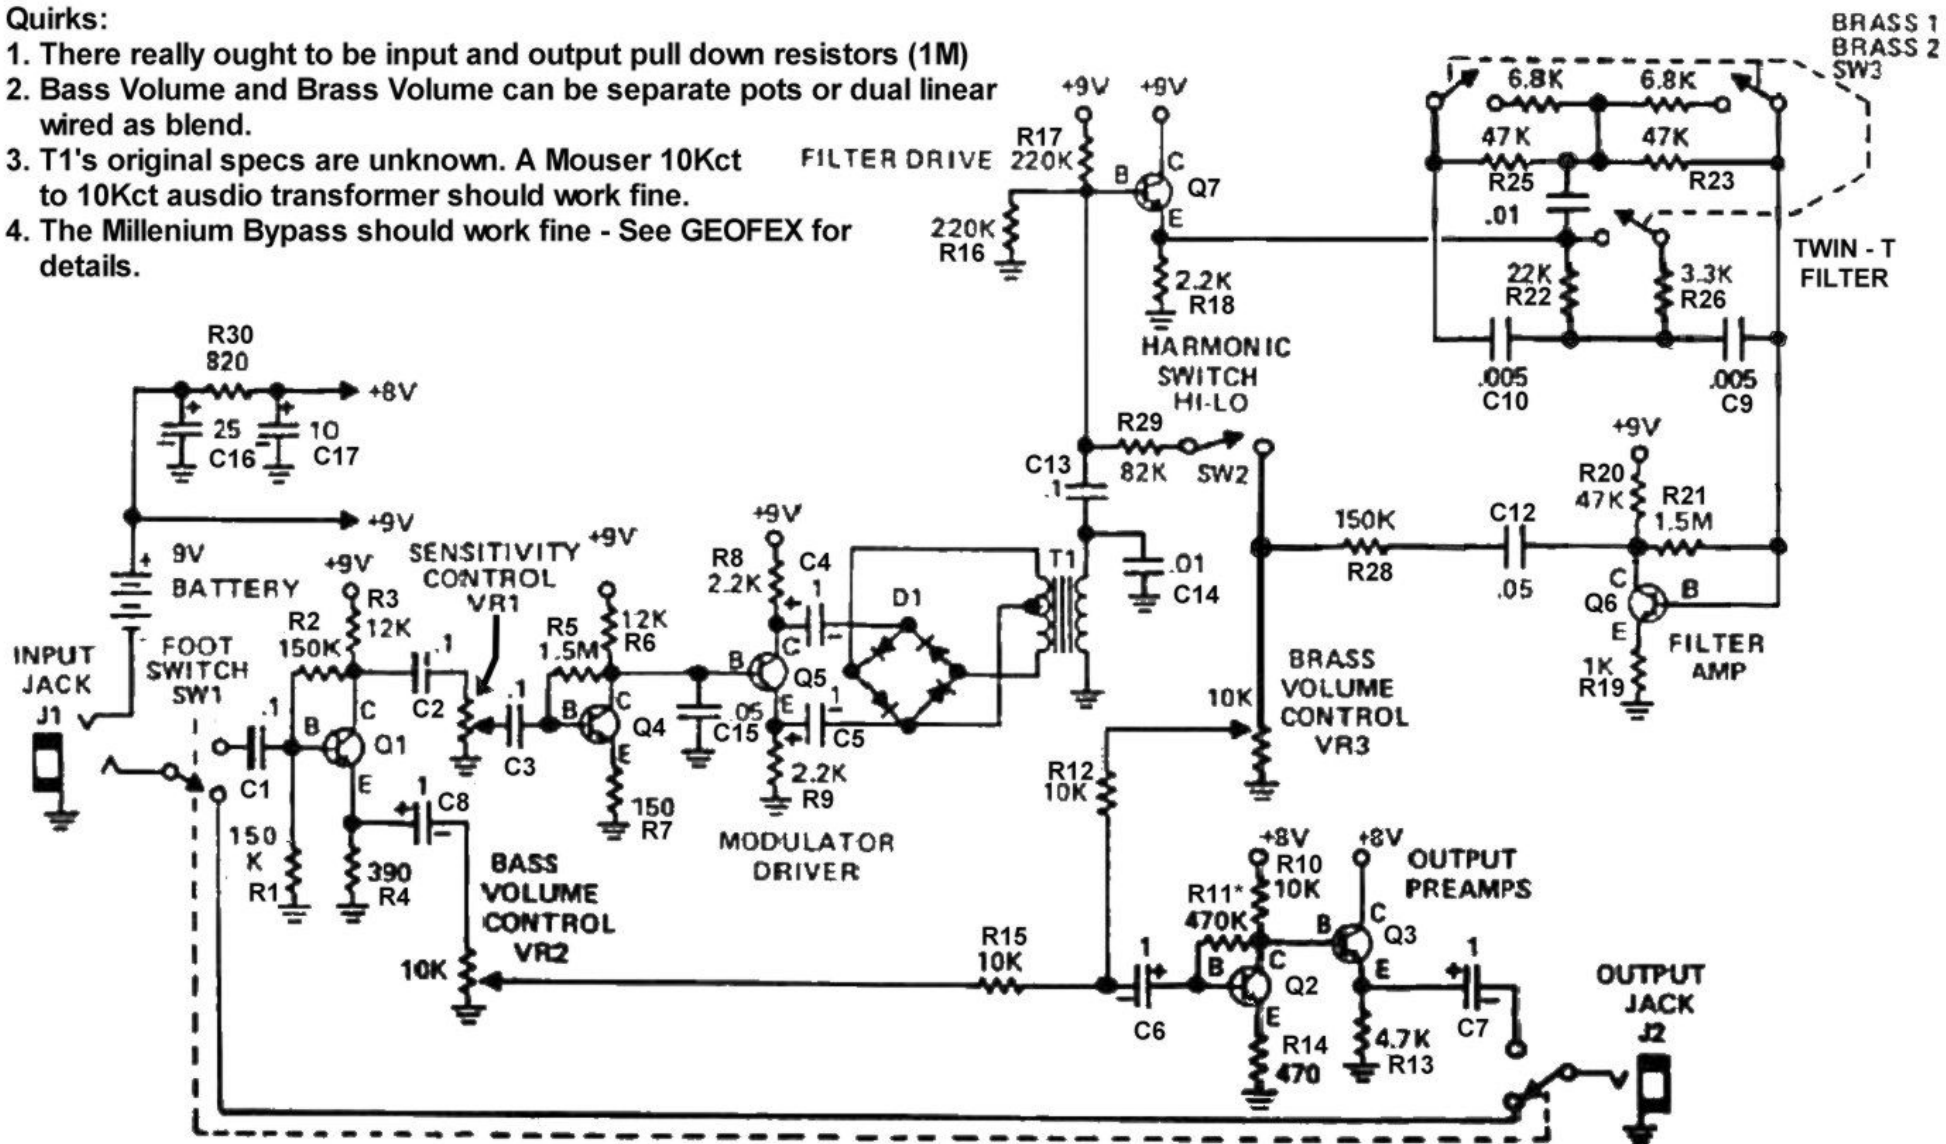 Quirks:
1. There really ought to be input and output pull down resistors (1M)
2. Bass Volume and Brass Volume can be separate pots or dual linear
wired as blend.
3. T1's original specs are unknown. A Mouser 10Kct
to 10Kct ausdio transformer should work fine.
4. The Millenium Bypass should work fine - See GEOFEX for
details.
BRASS 1
BRASS 2
SW3
6.8K
6.8K
47K
47K
R25
R23
.01
TWIN - T
FILTER
22K
R22
3.3K
R26
.005
C10
.005
C9
+9V
+9V
R17
220K
FILTER DRIVE
B
C
Q7
E
220K
R16
2.2K
R18
HARMONIC
SWITCH
HI-LO
R29
82K
SW2
C13
.1
.01
C14
T1
R30
820
+8V
+
25
C16
+
10
C17
+9V
+
9V
BATTERY
INPUT
JACK
J1
FOOT
SWITCH
SW1
+9V
R3
12K
R2
150K
.1
C1
B
C
Q1
E
150
K
R1
390
R4
.1
C2
SENSITIVITY
CONTROL
VR1
.1
C3
+
1
C8
BASS
VOLUME
CONTROL
VR2
10K
+9V
12K
R6
R5
1.5M
B
C
Q4
E
150
R7
.05
C15
+9V
R8
2.2K
C4
1
+
B
C
Q5
E
+
1
C5
2.2K
R9
D1
MODULATOR
DRIVER
150K
R28
C12
.05
+9V
R20
47K
R21
1.5M
C
Q6
B
E
1K
R19
FILTER
AMP
10K
BRASS
VOLUME
CONTROL
VR3
R12
10K
R15
10K
1
+
C6
+8V
R10
10K
R11*
470K
B
C
Q2
E
R14
470
+8V
OUTPUT
PREAMPS
B
C
Q3
E
4.7K
R13
1
+
C7
OUTPUT
JACK
J2